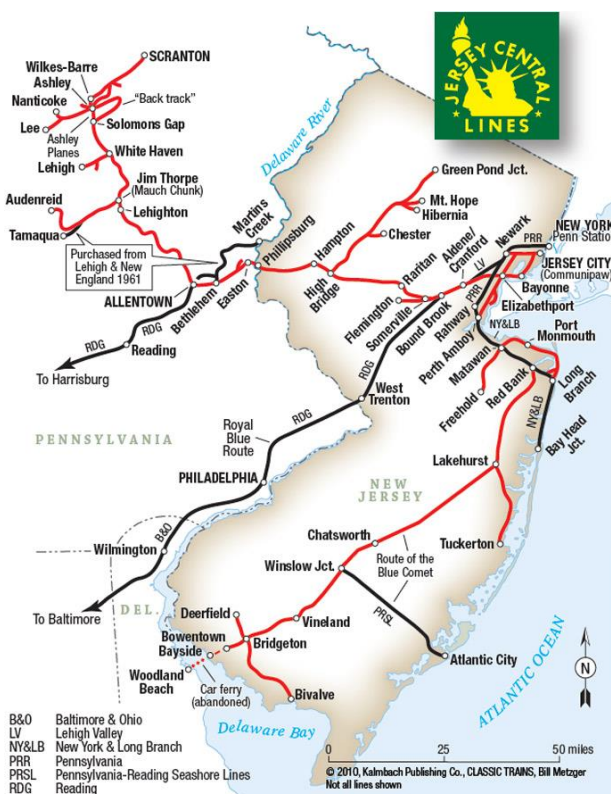 JERSEY CENTRAL
LINES
SCRANTON
Wilkes-Barre
Ashley
Nanticoke
"Back track"
Lee
Ashley
Planes
Solomons Gap
White Haven
Lehigh
Jim Thorpe
(Mauch Chunk)
Audenreid
Lehighton
Tamaqua
Purchased from
Lehigh & New
England 1961
Martins
Creek
Delaware River
Phillipsburg
ALLENTOWN
Bethlehem
Easton
RDG
RDG
Reading
To Harrisburg
Green Pond Jct.
Mt. Hope
Hibernia
Chester
Hampton
High
Bridge
Raritan
Flemington
Somerville
Bound Brook
Aldene/
Cranford
LV
Newark
PRR
NEW YORK
Penn Station
JERSEY CITY
(Communipaw)
Bayonne
Elizabethport
PRR
Rahway
Perth Amboy
NY&LB
Port
Monmouth
Matawan
Red Bank
Long
Branch
Freehold
NY&LB
Bay Head
Jct.
RDG
West
Trenton
RDG
Royal
Blue
Route
PENNSYLVANIA
PHILADELPHIA
NEW
JERSEY
Lakehurst
B&O
Wilmington
Chatsworth
Tuckerton
Winslow Jct.
Route of the
Blue Comet
PRSL
DEL.
To Baltimore
Deerfield
Vineland
Bowentown
Bridgeton
Bayside
Woodland
Beach
Car ferry
(abandoned)
Bivalve
Atlantic City
ATLANTIC OCEAN
Delaware Bay
N
B&O Baltimore & Ohio
LV Lehigh Valley
NY&LB New York & Long Branch
PRR Pennsylvania
PRSL Pennsylvania-Reading Seashore Lines
RDG Reading
0 25 50 miles
© 2010, Kalmbach Publishing Co., CLASSIC TRAINS, Bill Metzger
Not all lines shown